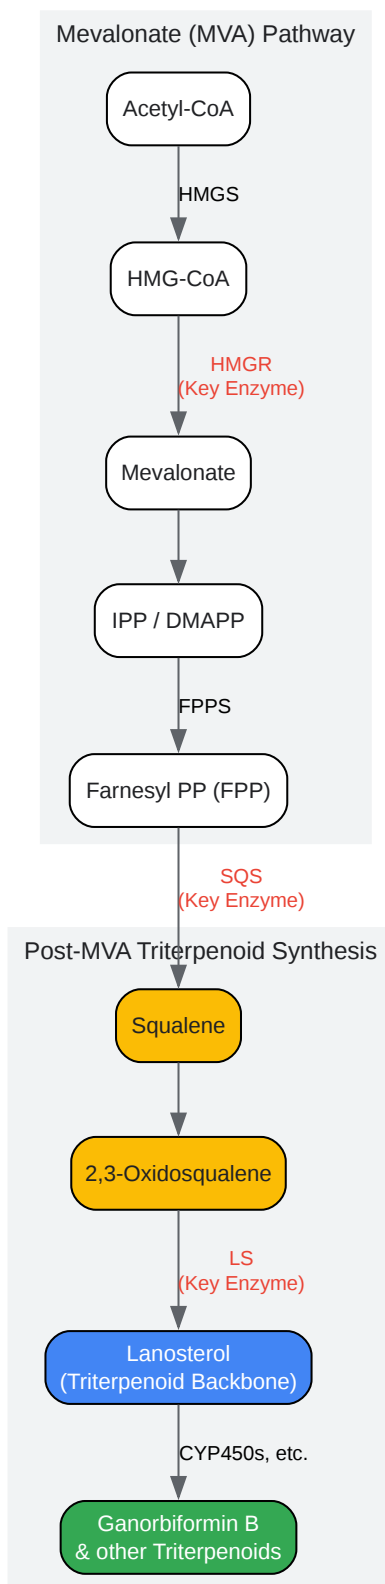 Mevalonate (MVA) Pathway
Acetyl-CoA
HMGS
HMG-CoA
HMGR
(Key Enzyme)
Mevalonate
IPP / DMAPP
FPPS
Farnesyl PP (FPP)
SQS
(Key Enzyme)
Post-MVA Triterpenoid Synthesis
Squalene
2,3-Oxidosqualene
LS
(Key Enzyme)
Lanosterol
(Triterpenoid Backbone)
CYP450s, etc.
Ganorbiformin B
& other Triterpenoids